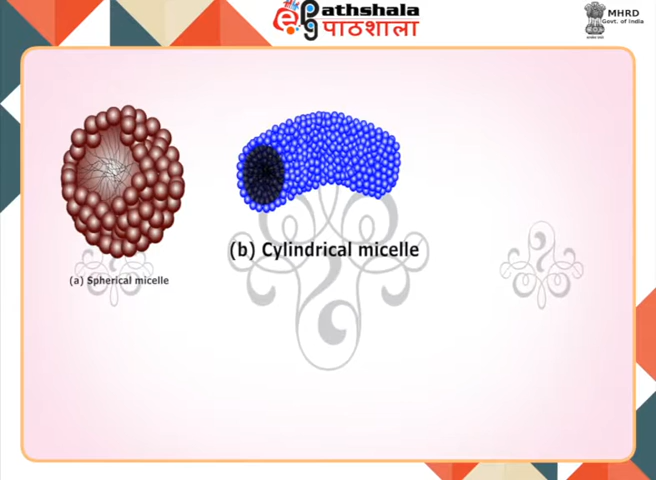 Pathshala
पाठशाला
MHRD
Govt. of India
(a) Spherical micelle
(b) Cylindrical micelle